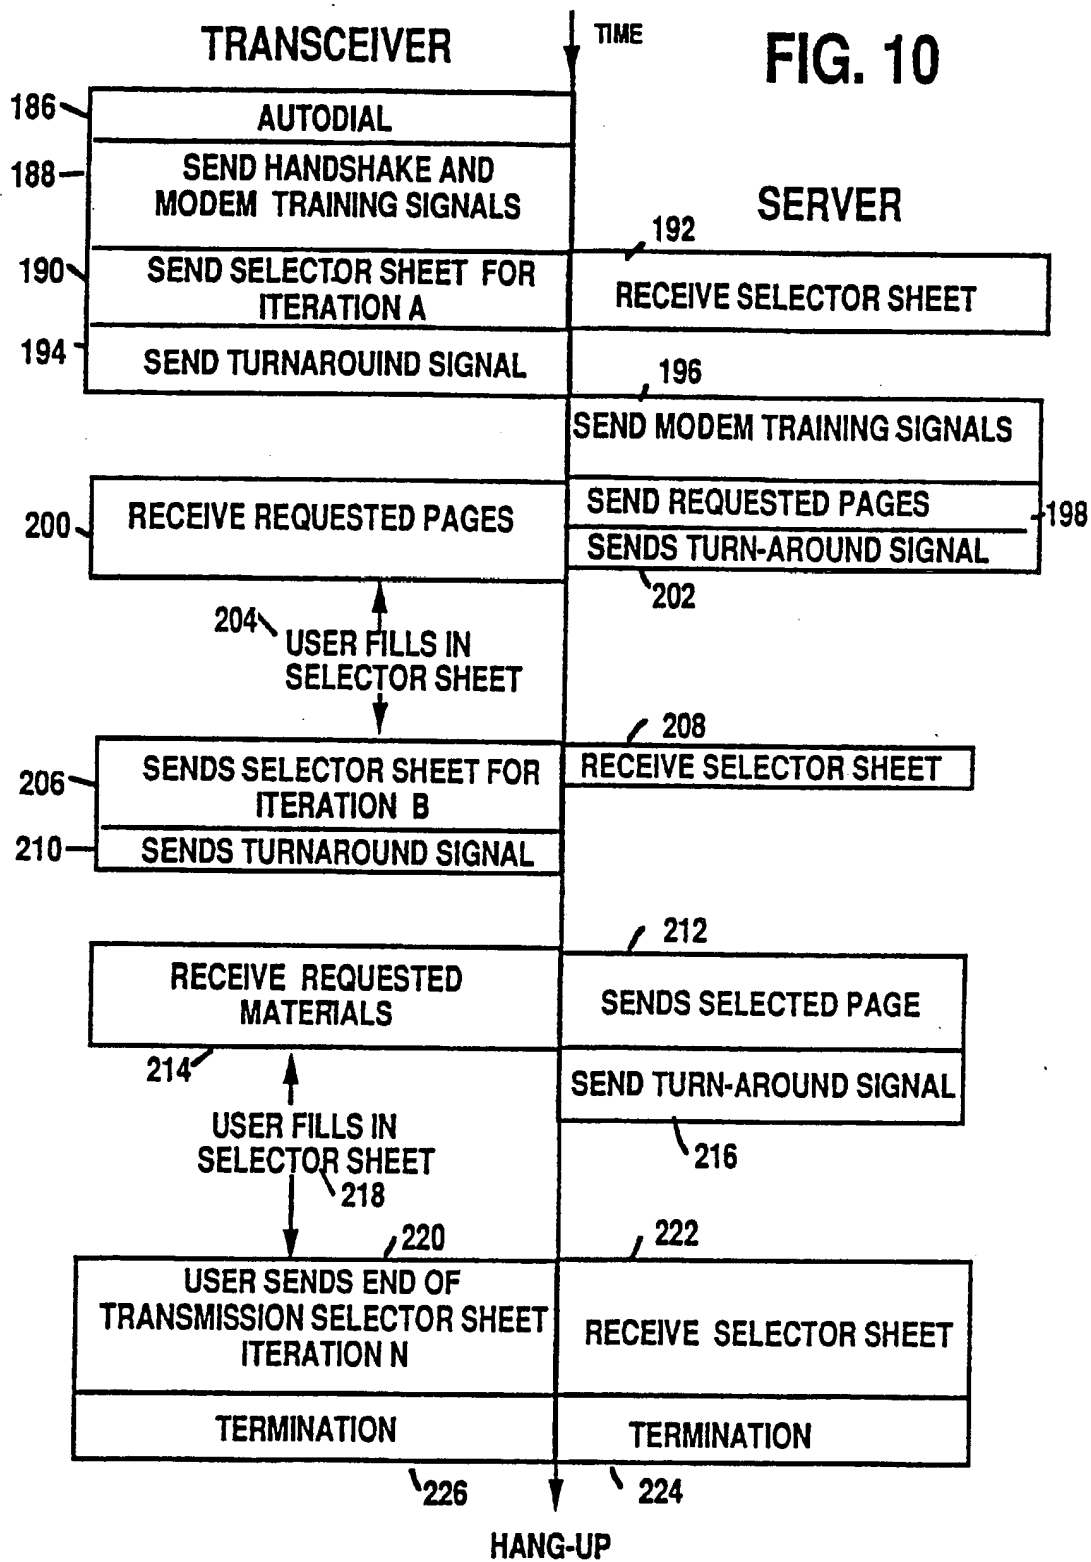 TRANSCEIVER
TIME
FIG. 10
186
AUTODIAL
188
SEND HANDSHAKE AND
MODEM TRAINING SIGNALS
SERVER
190
SEND SELECTOR SHEET FOR
ITERATION A
192
RECEIVE SELECTOR SHEET
194
SEND TURNAROUIND SIGNAL
196
SEND MODEM TRAINING SIGNALS
200
RECEIVE REQUESTED PAGES
SEND REQUESTED PAGES
198
SENDS TURN-AROUND SIGNAL
202
204
USER FILLS IN
SELECTOR SHEET
206
SENDS SELECTOR SHEET FOR
ITERATION B
208
RECEIVE SELECTOR SHEET
210
SENDS TURNAROUND SIGNAL
212
RECEIVE REQUESTED
MATERIALS
SENDS SELECTED PAGE
214
SEND TURN-AROUND SIGNAL
216
USER FILLS IN
SELECTOR SHEET
218
220
222
USER SENDS END OF
TRANSMISSION SELECTOR SHEET
ITERATION N
RECEIVE SELECTOR SHEET
TERMINATION
TERMINATION
226
224
HANG-UP